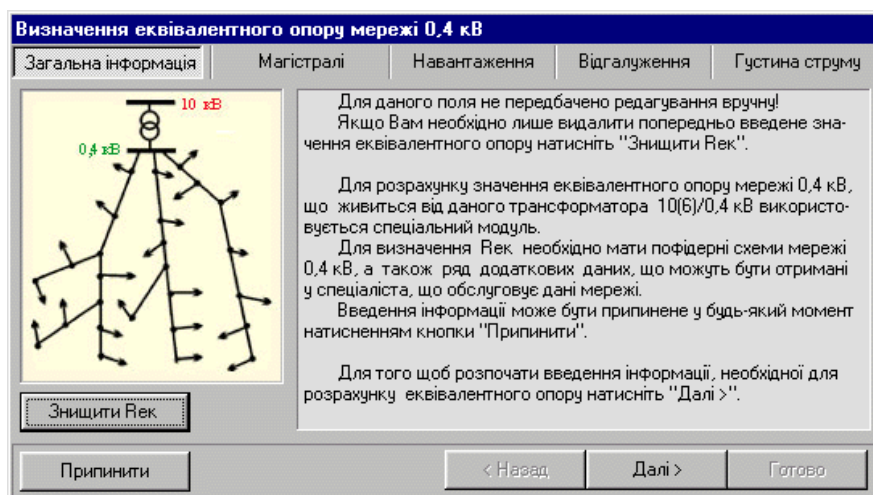 Визначення еквівалентного опору мережі 0,4 кВ
Загальна інформація
Магістралі
Навантаження
Відгалуження
Густина струму
10 кВ
0,4 кВ
Для даного поля не передбачено редагування вручну!
Якщо Вам необхідно лише видалити попередньо введене зна-
чення еквівалентного опору натисніть "Знищити Rек".
Для розрахунку значення еквівалентного опору мережі 0,4 кВ,
що живиться від даного трансформатора 10(6)/0,4 кВ використо-
вується спеціальний модуль.
Для визначення Rек необхідно мати пофідерні схеми мережі
0,4 кВ, а також ряд додаткових даних, що можуть бути отримані
у спеціаліста, що обслуговує дані мережі.
Введення інформації може бути припинене у будь-який момент
натисненням кнопки "Припинити".
Для того щоб розпочати введення інформації, необхідної для
розрахунку еквівалентного опору натисніть "Далі >".
Знищити Rек
Припинити
< Назад
Далі >
Готово